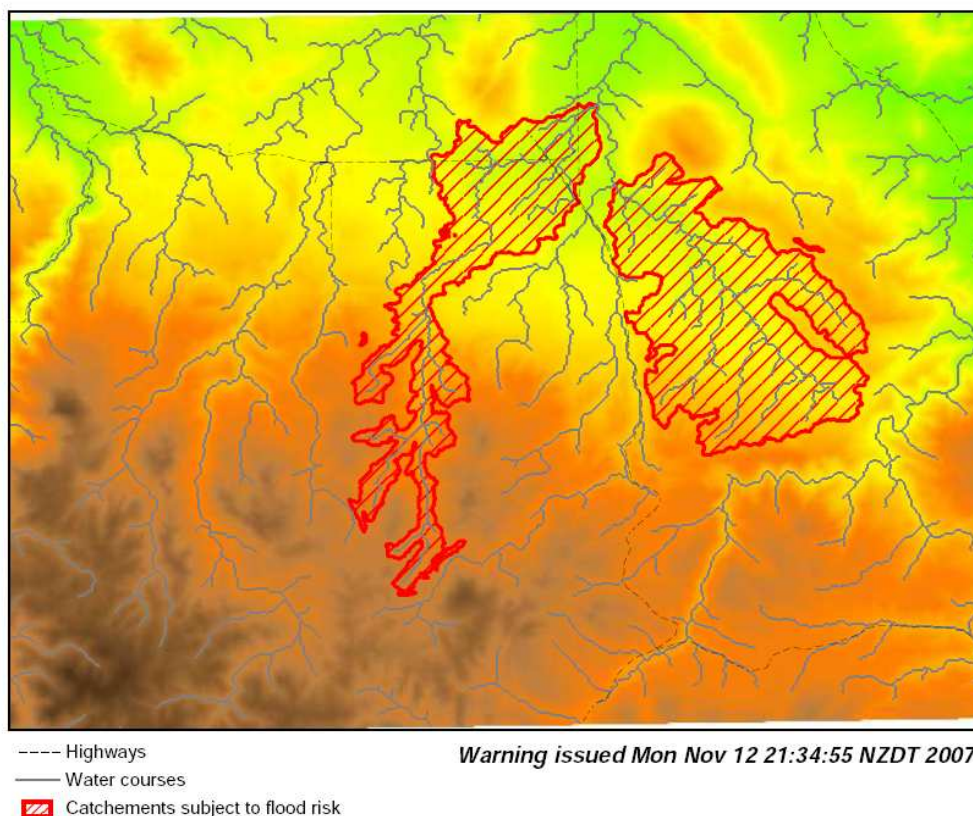 Highways
Warning issued Mon Nov 12 21:34:55 NZDT 2007
Water courses
Catchements subject to flood risk